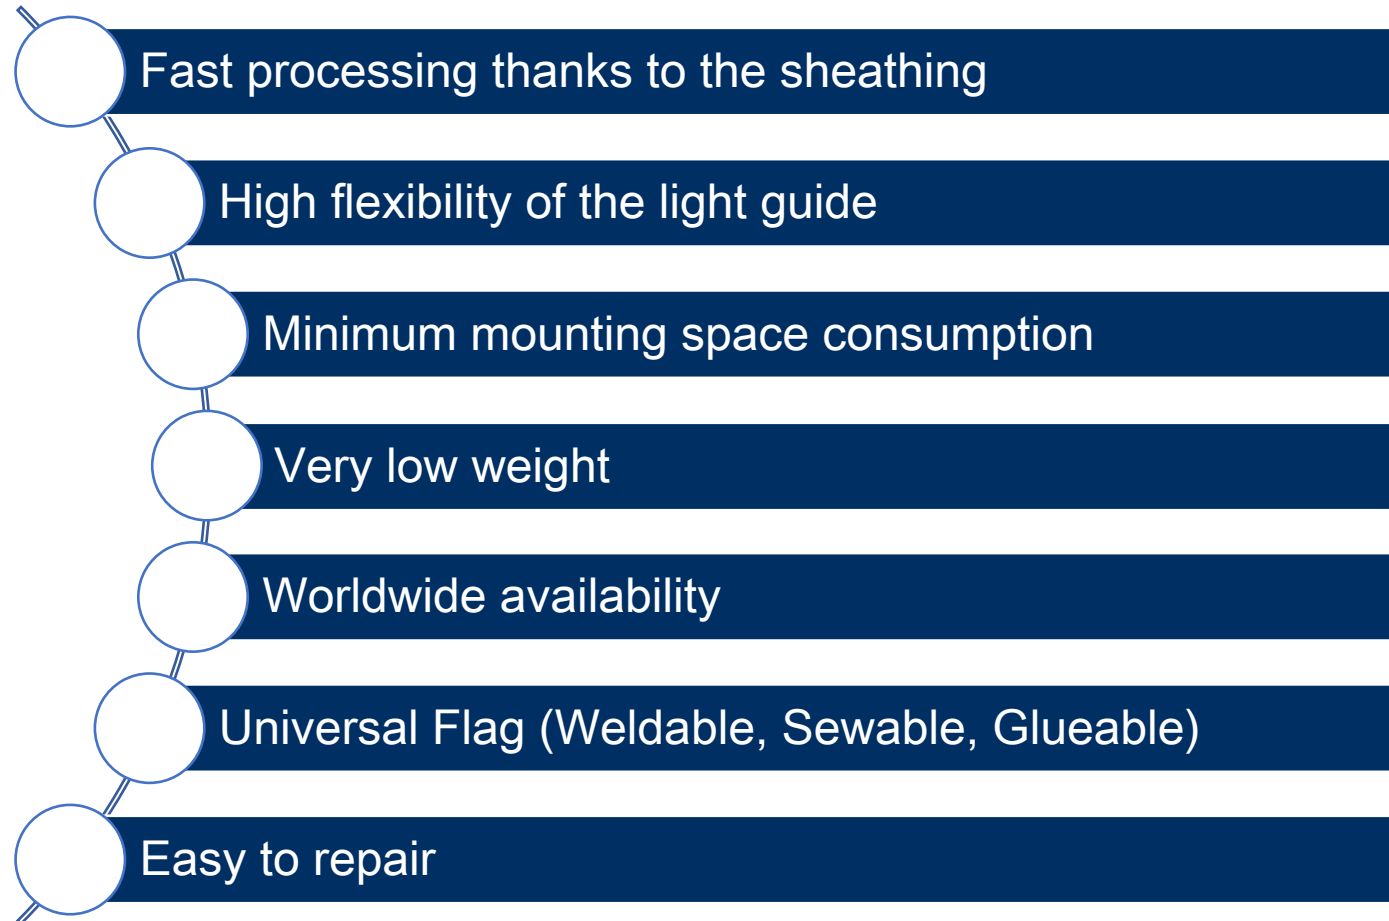 Fast processing thanks to the sheathing
High flexibility of the light guide
Minimum mounting space consumption
Very low weight
Worldwide availability
Universal Flag (Weldable, Sewable, Glueable)
Easy to repair